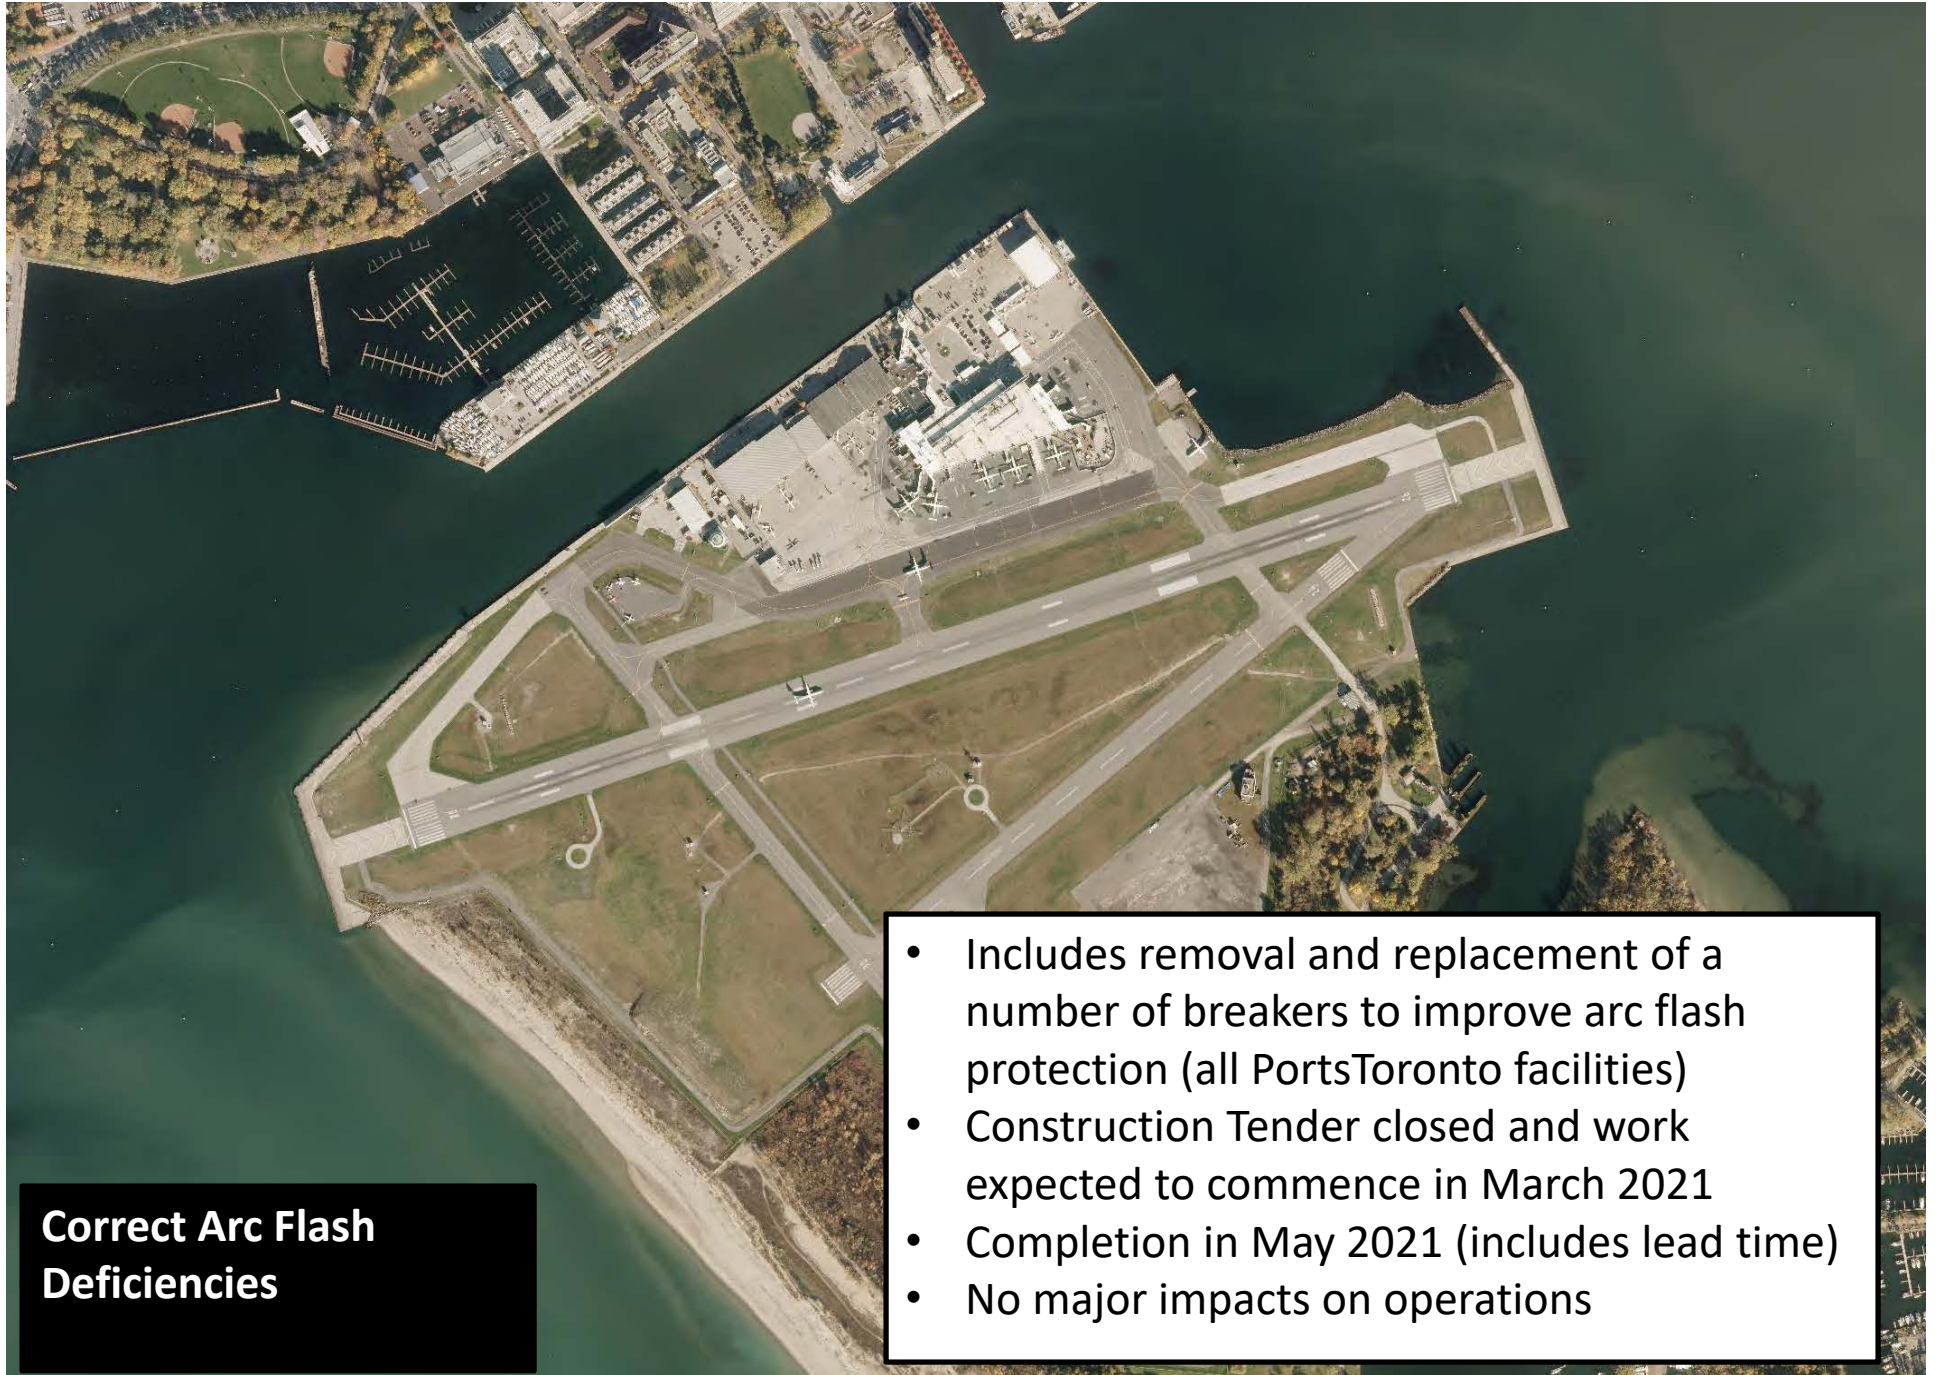 • Includes removal and replacement of a
number of breakers to improve arc flash
protection (all PortsToronto facilities)
• Construction Tender closed and work
expected to commence in March 2021
• Completion in May 2021 (includes lead time)
• No major impacts on operations
Correct Arc Flash
Deficiencies